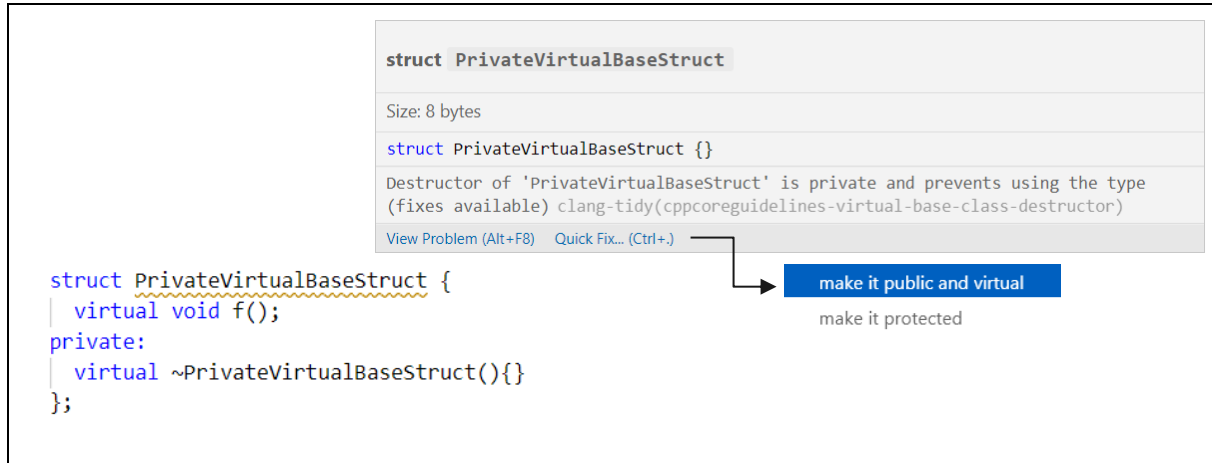 struct PrivateVirtualBaseStruct
Size: 8 bytes
struct PrivateVirtualBaseStruct {}
Destructor of 'PrivateVirtualBaseStruct' is private and prevents using the type
(fixes available) clang-tidy(cppcoreguidelines-virtual-base-class-destructor)
View Problem (Alt+F8) Quick Fix... (Ctrl+.)
make it public and virtual
make it protected
struct PrivateVirtualBaseStruct {
virtual void f();
private:
virtual ~PrivateVirtualBaseStruct(){}
};